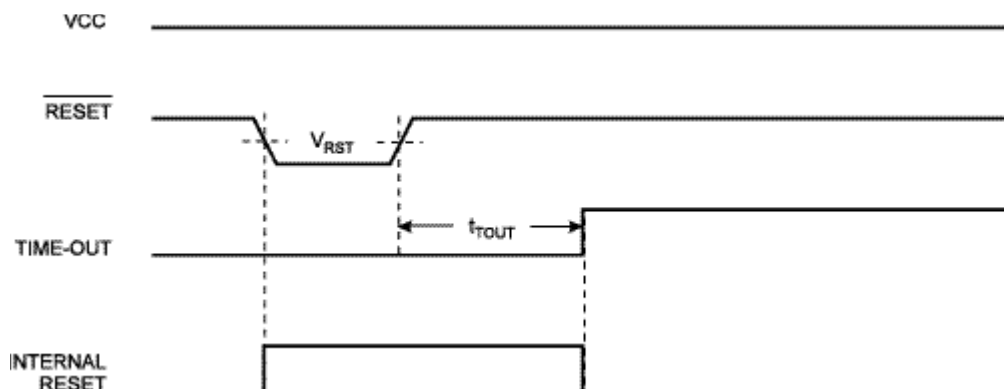 VCC
RESET
VRST
tTOUT
TIME-OUT
INTERNAL
RESET